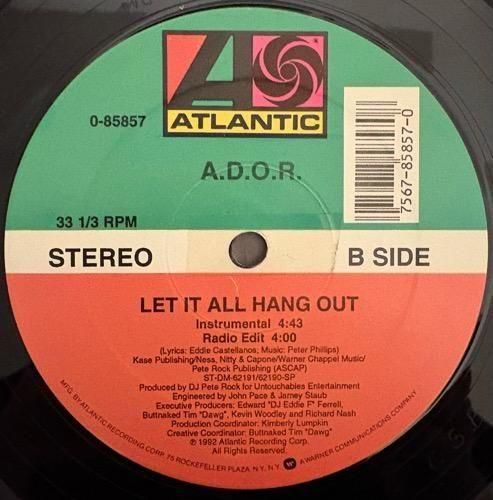 ATLANTIC
0-85857
A.D.O.R.
7567-85857-0
33 1/3 RPM
STEREO
B SIDE
LET IT ALL HANG OUT
Instrumental 4:43
Radio Edit 4:00
(Lyrics: Eddie Castellanos; Music: Peter Phillips)
Kase Publishing/Ness, Nitty & Capone/Warner Chappel Music/
Pete Rock Publishing (ASCAP)
ST-DM-62191/62190-SP
Produced by DJ Pete Rock for Untouchables Entertainment
Engineered by John Pace & Jamey Staub
Executive Producers: Edward "DJ Eddie F" Ferrell,
Buttnaked Tim "Dawg", Kevin Woodley and Richard Nash
Production Coordinator: Kimberly Lumpkin
Creative Coordinator: Buttnaked Tim "Dawg"
℗ 1992 Atlantic Recording Corp.
All Rights Reserved.
MFG. BY ATLANTIC RECORDING CORP. 75 ROCKEFELLER PLAZA, N.Y. N.Y. A WARNER COMMUNICATIONS COMPANY